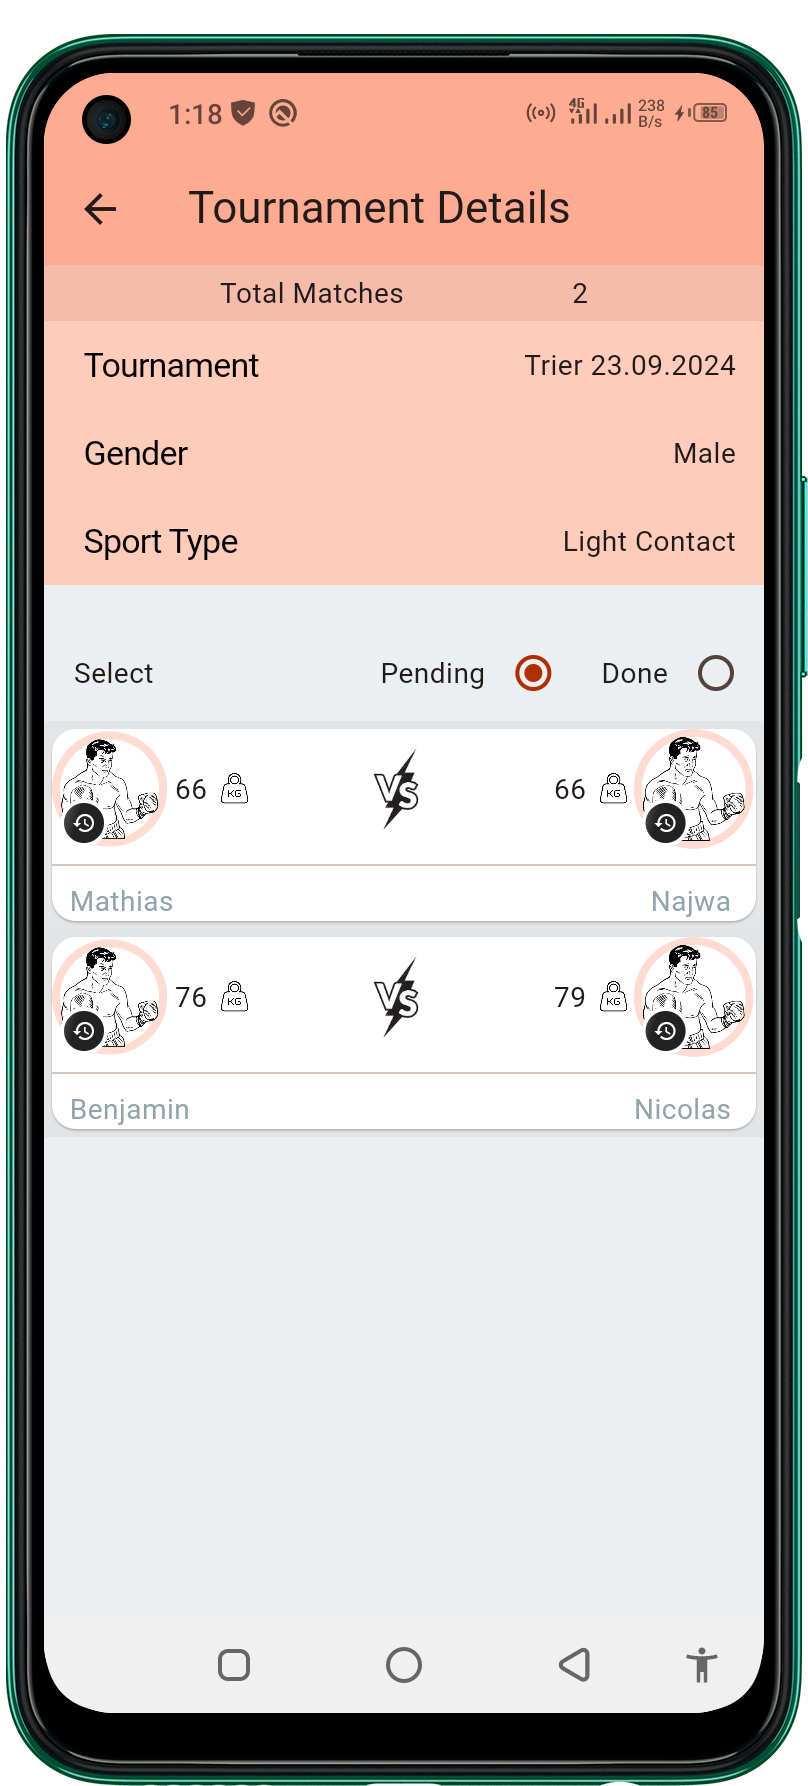 1:18 4G 238 B/s 85
Tournament Details
Total Matches 2
Tournament Trier 23.09.2024
Gender Male
Sport Type Light Contact
Select Pending Done
66 KG VS 66 KG
Mathias Najwa
76 KG VS 79 KG
Benjamin Nicolas